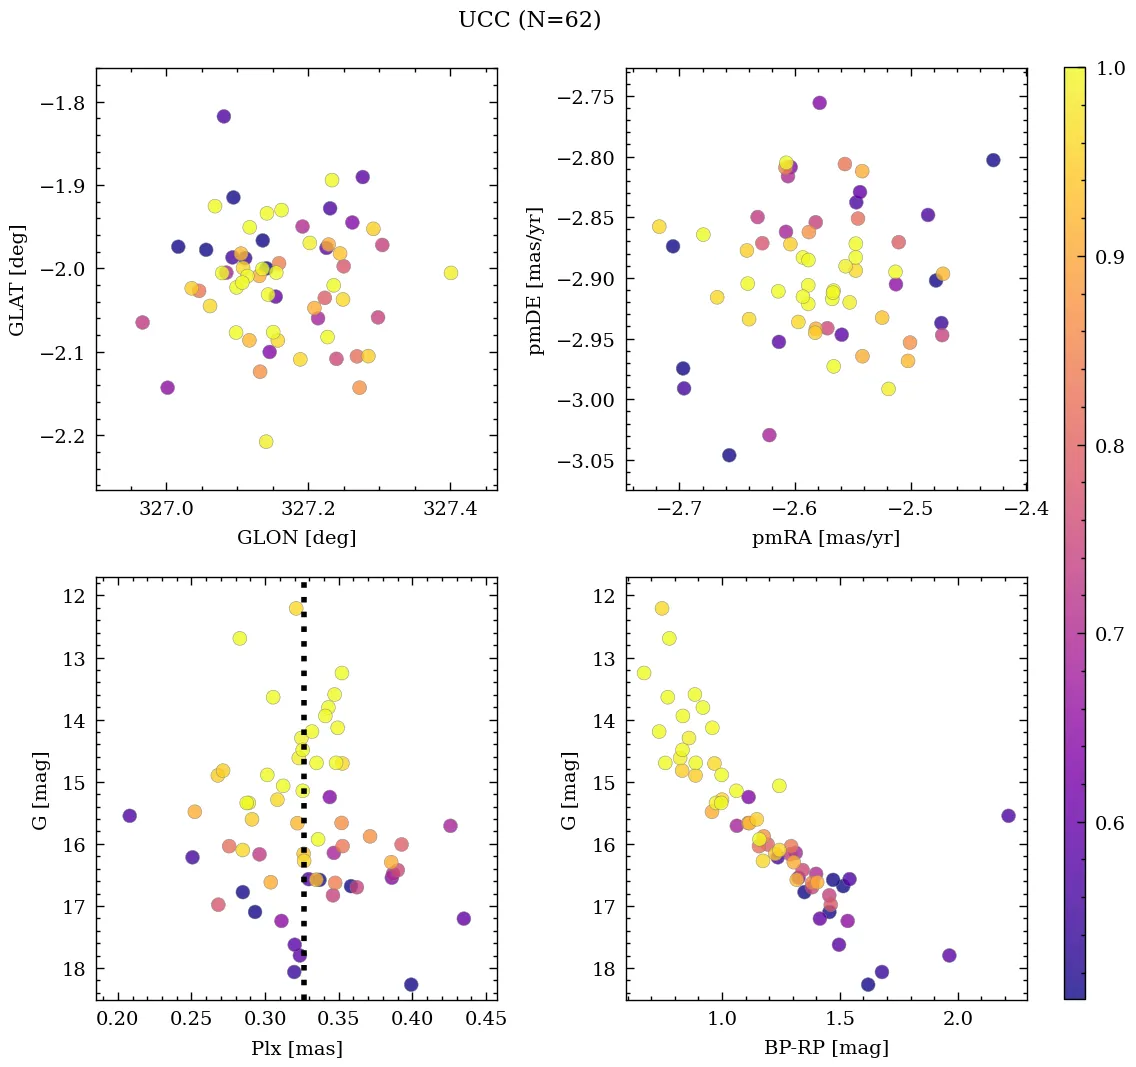 UCC (N=62)
−1.8
−1.9
−2.0
−2.1
−2.2
GLAT [deg]
327.0 327.2 327.4
GLON [deg]
−2.75
−2.80
−2.85
−2.90
−2.95
−3.00
−3.05
pmDE [mas/yr]
−2.7 −2.6 −2.5 −2.4
pmRA [mas/yr]
12
13
14
15
16
17
18
G [mag]
0.20 0.25 0.30 0.35 0.40 0.45
Plx [mas]
12
13
14
15
16
17
18
G [mag]
1.0 1.5 2.0
BP-RP [mag]
1.0
0.9
0.8
0.7
0.6